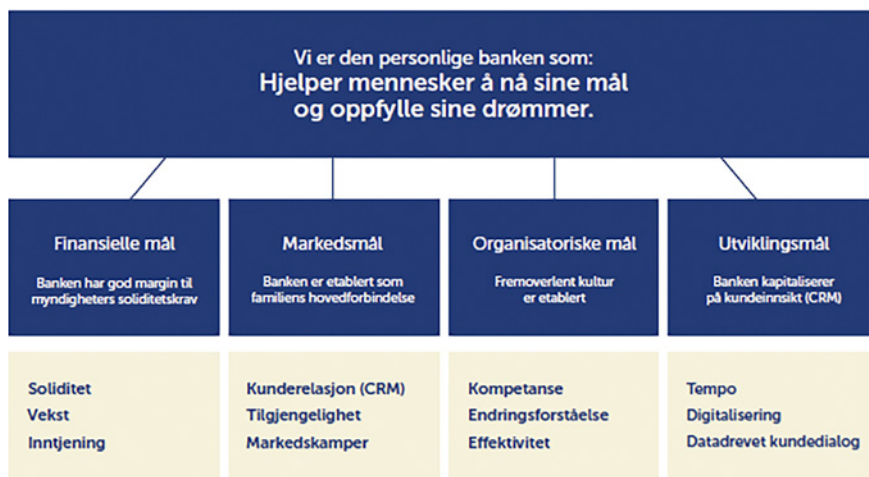 Vi er den personlige banken som:
Hjelper mennesker å nå sine mål
og oppfylle sine drømmer.
Finansielle mål
Banken har god margin til
myndigheters soliditetskrav
Markedsmål
Banken er etablert som
familiens hovedforbindelse
Organisatoriske mål
Fremoverlent kultur
er etablert
Utviklingsmål
Banken kapitaliserer
på kundeinnsikt (CRM)
Soliditet
Vekst
Inntjening
Kunderelasjon (CRM)
Tilgjengelighet
Markedskamper
Kompetanse
Endringsforståelse
Effektivitet
Tempo
Digitalisering
Datadrevet kundedialog